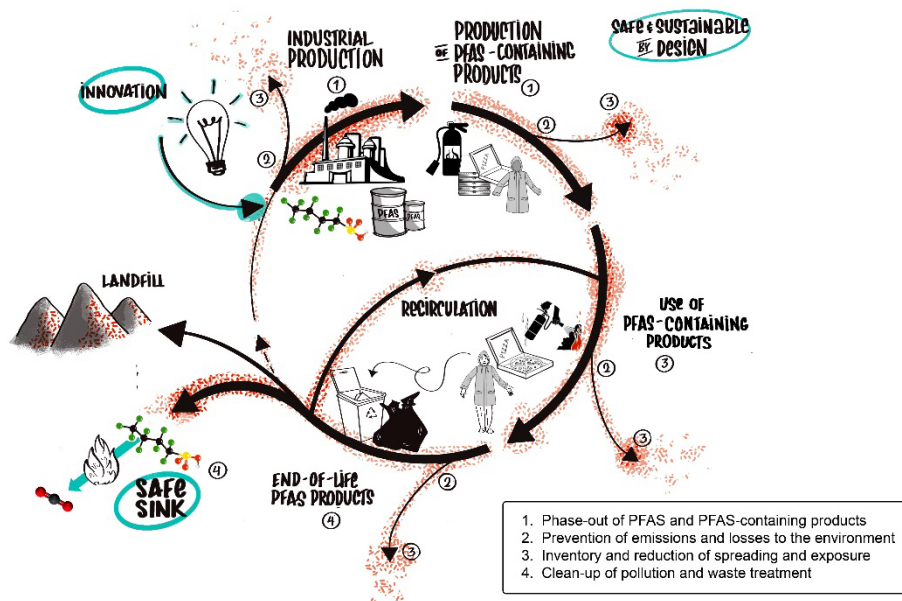 INDUSTRIAL
PRODUCTION
①
PRODUCTION
OF PFAS-CONTAINING
PRODUCTS
①
SAFE & SUSTAINABLE
BY DESIGN
INNOVATION
③
②
②
③
PFAS
PFAS
LANDFILL
RECIRCULATION
USE OF
PFAS-CONTAINING
PRODUCTS
③
②
③
④
SAFE
SINK
END-OF-LIFE
PFAS PRODUCTS
④
②
③
1. Phase-out of PFAS and PFAS-containing products
2. Prevention of emissions and losses to the environment
3. Inventory and reduction of spreading and exposure
4. Clean-up of pollution and waste treatment